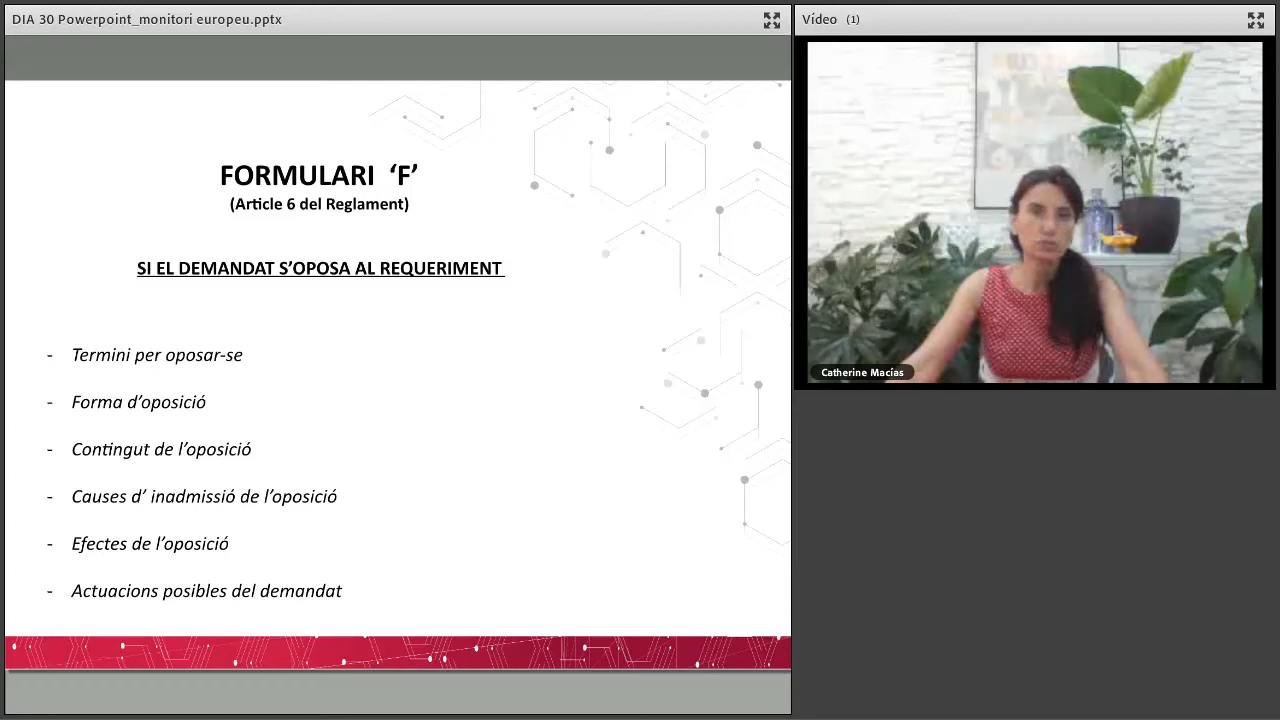 DIA 30 Powerpoint_monitori europeu.pptx
Vídeo (1)
FORMULARI ‘F’
(Article 6 del Reglament)
SI EL DEMANDAT S’OPOSA AL REQUERIMENT
- Termini per oposar-se
- Forma d’oposició
- Contingut de l’oposició
- Causes d’ inadmissió de l’oposició
- Efectes de l’oposició
- Actuacions posibles del demandat
Catherine Macías